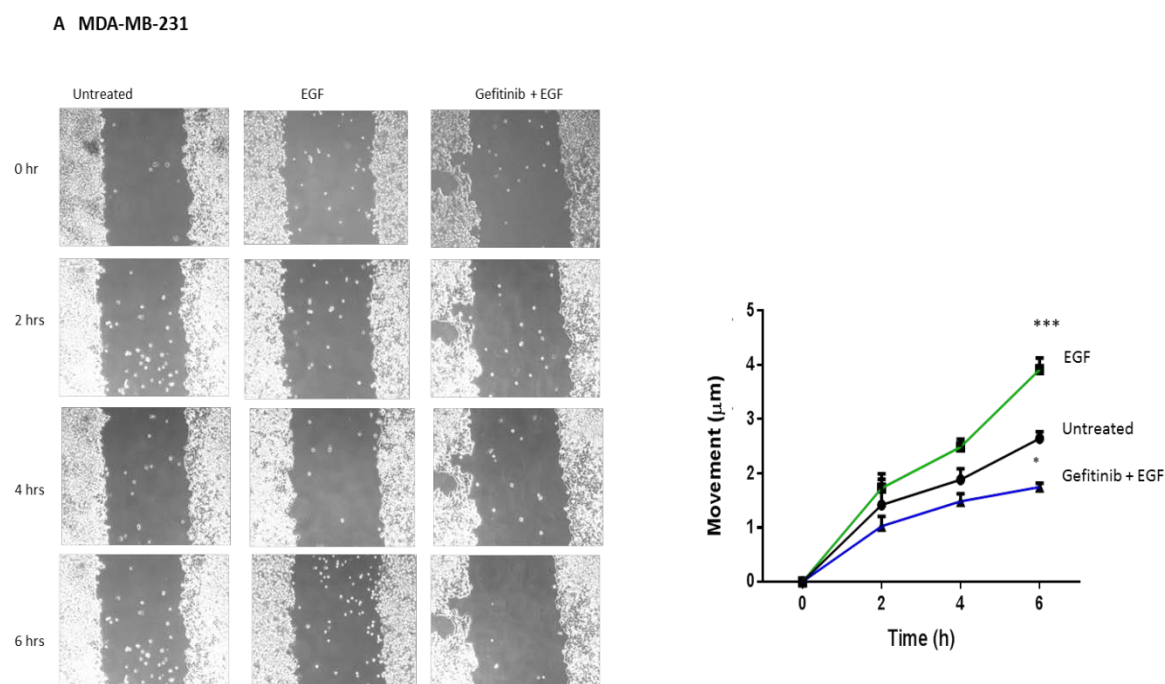 A MDA-MB-231
Untreated
EGF
Gefitinib + EGF
0 hr
2 hrs
4 hrs
6 hrs
5
4
3
2
1
0
Movement (μm)
0
2
4
6
Time (h)
***
EGF
Untreated
*
Gefitinib + EGF